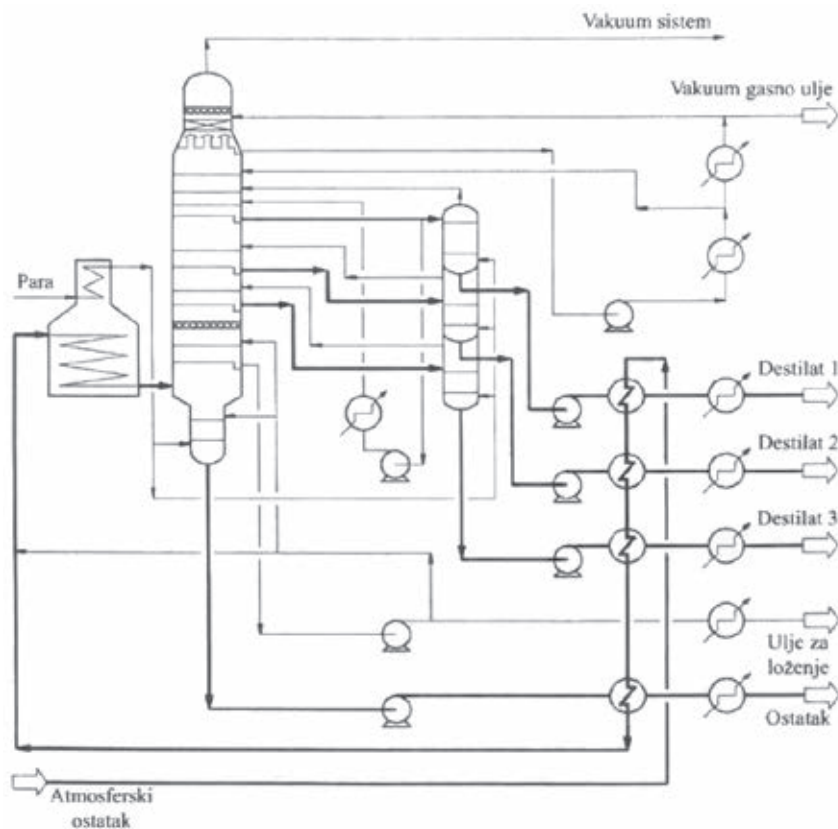 Vakuum sistem
Vakuum gasno ulje
Para
Destilat 1
Destilat 2
Destilat 3
Ulje za
loženje
Ostatak
Atmosferski
ostatak